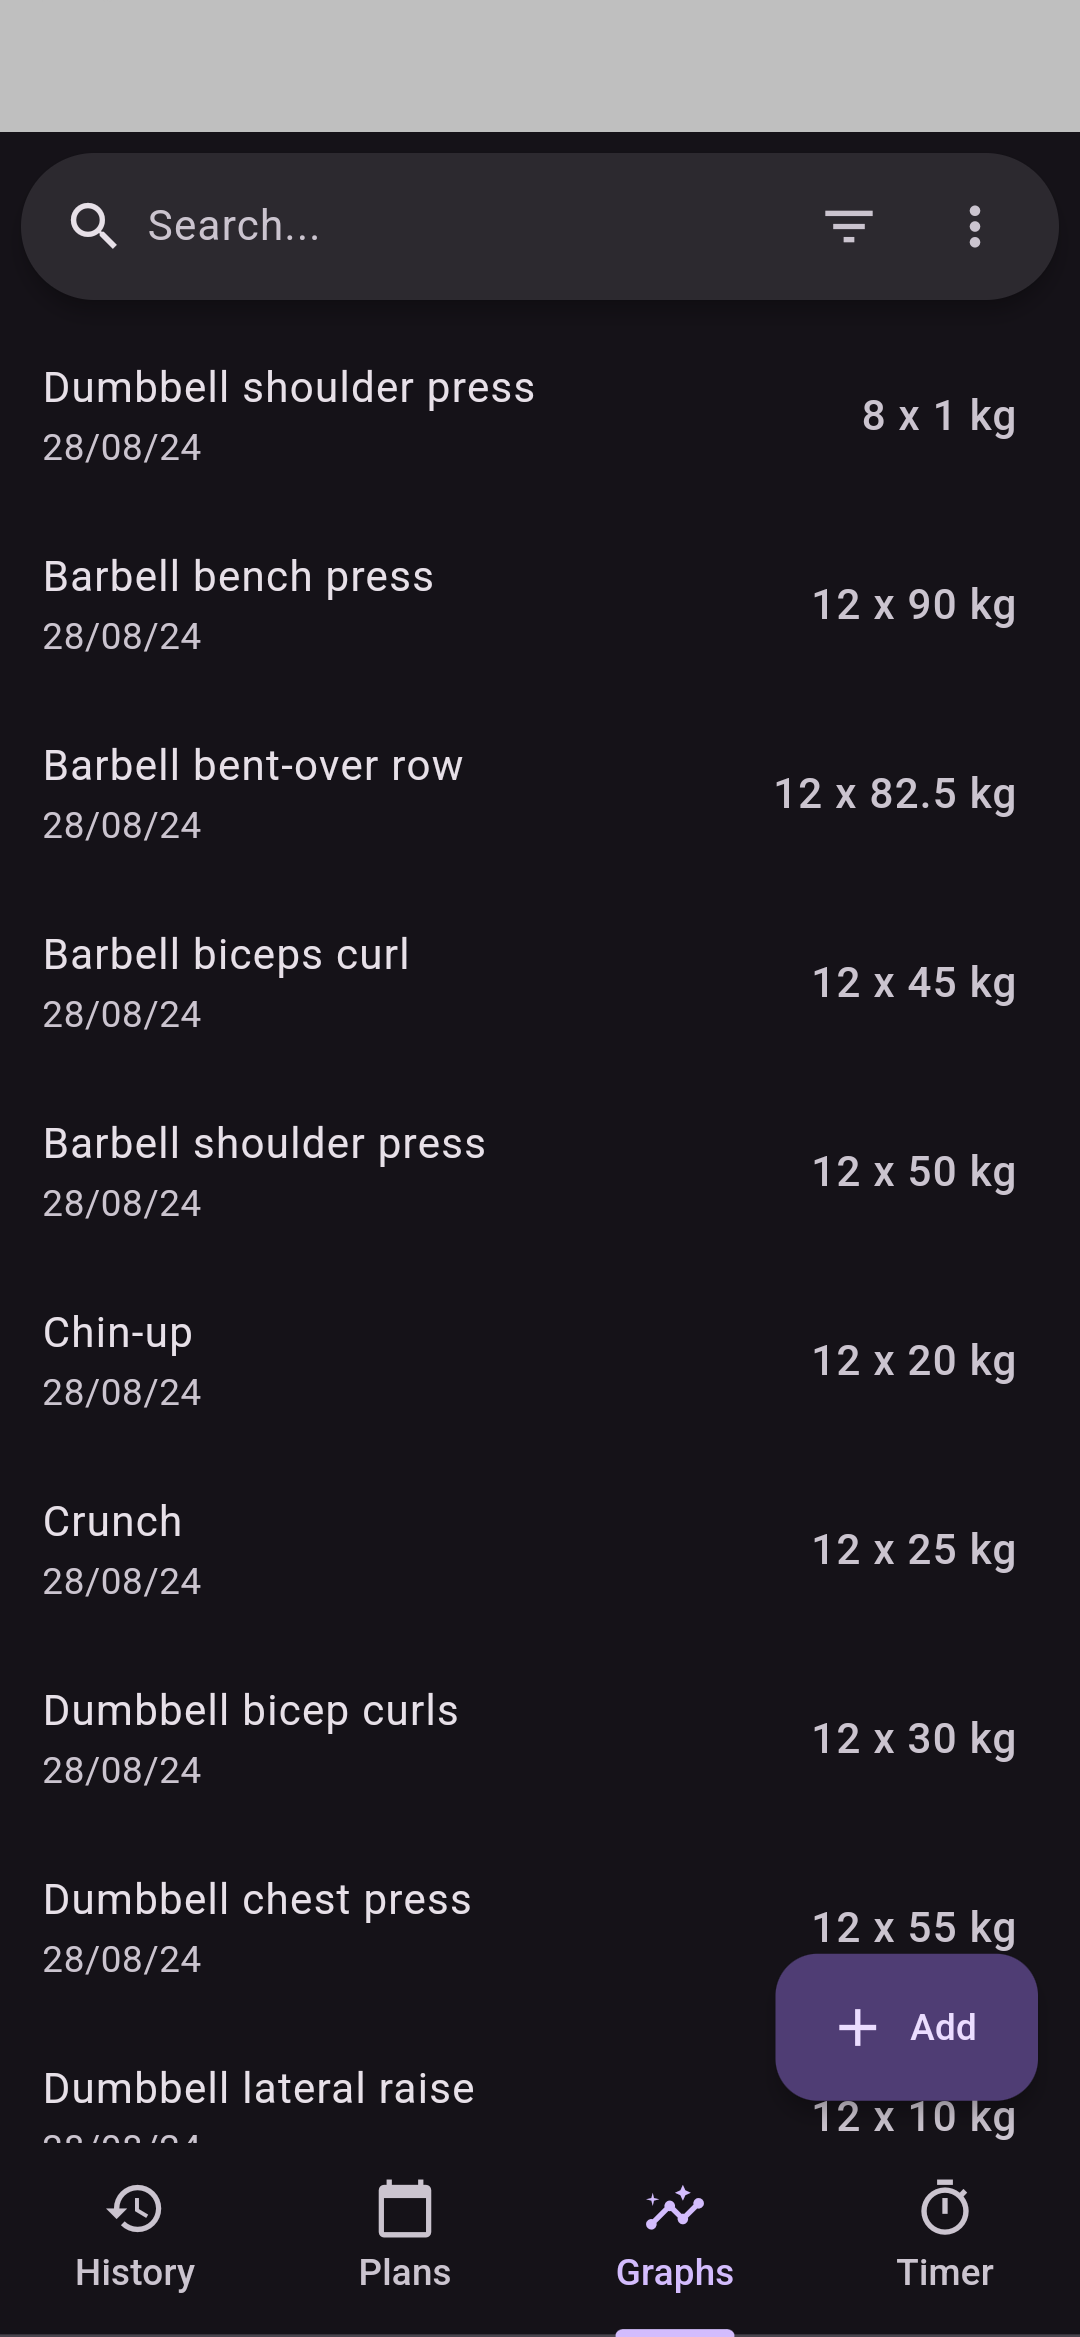 Search...
Dumbbell shoulder press
28/08/24
8 x 1 kg
Barbell bench press
28/08/24
12 x 90 kg
Barbell bent-over row
28/08/24
12 x 82.5 kg
Barbell biceps curl
28/08/24
12 x 45 kg
Barbell shoulder press
28/08/24
12 x 50 kg
Chin-up
28/08/24
12 x 20 kg
Crunch
28/08/24
12 x 25 kg
Dumbbell bicep curls
28/08/24
12 x 30 kg
Dumbbell chest press
28/08/24
12 x 55 kg
Add
Dumbbell lateral raise
12 x 10 kg
History
Plans
Graphs
Timer